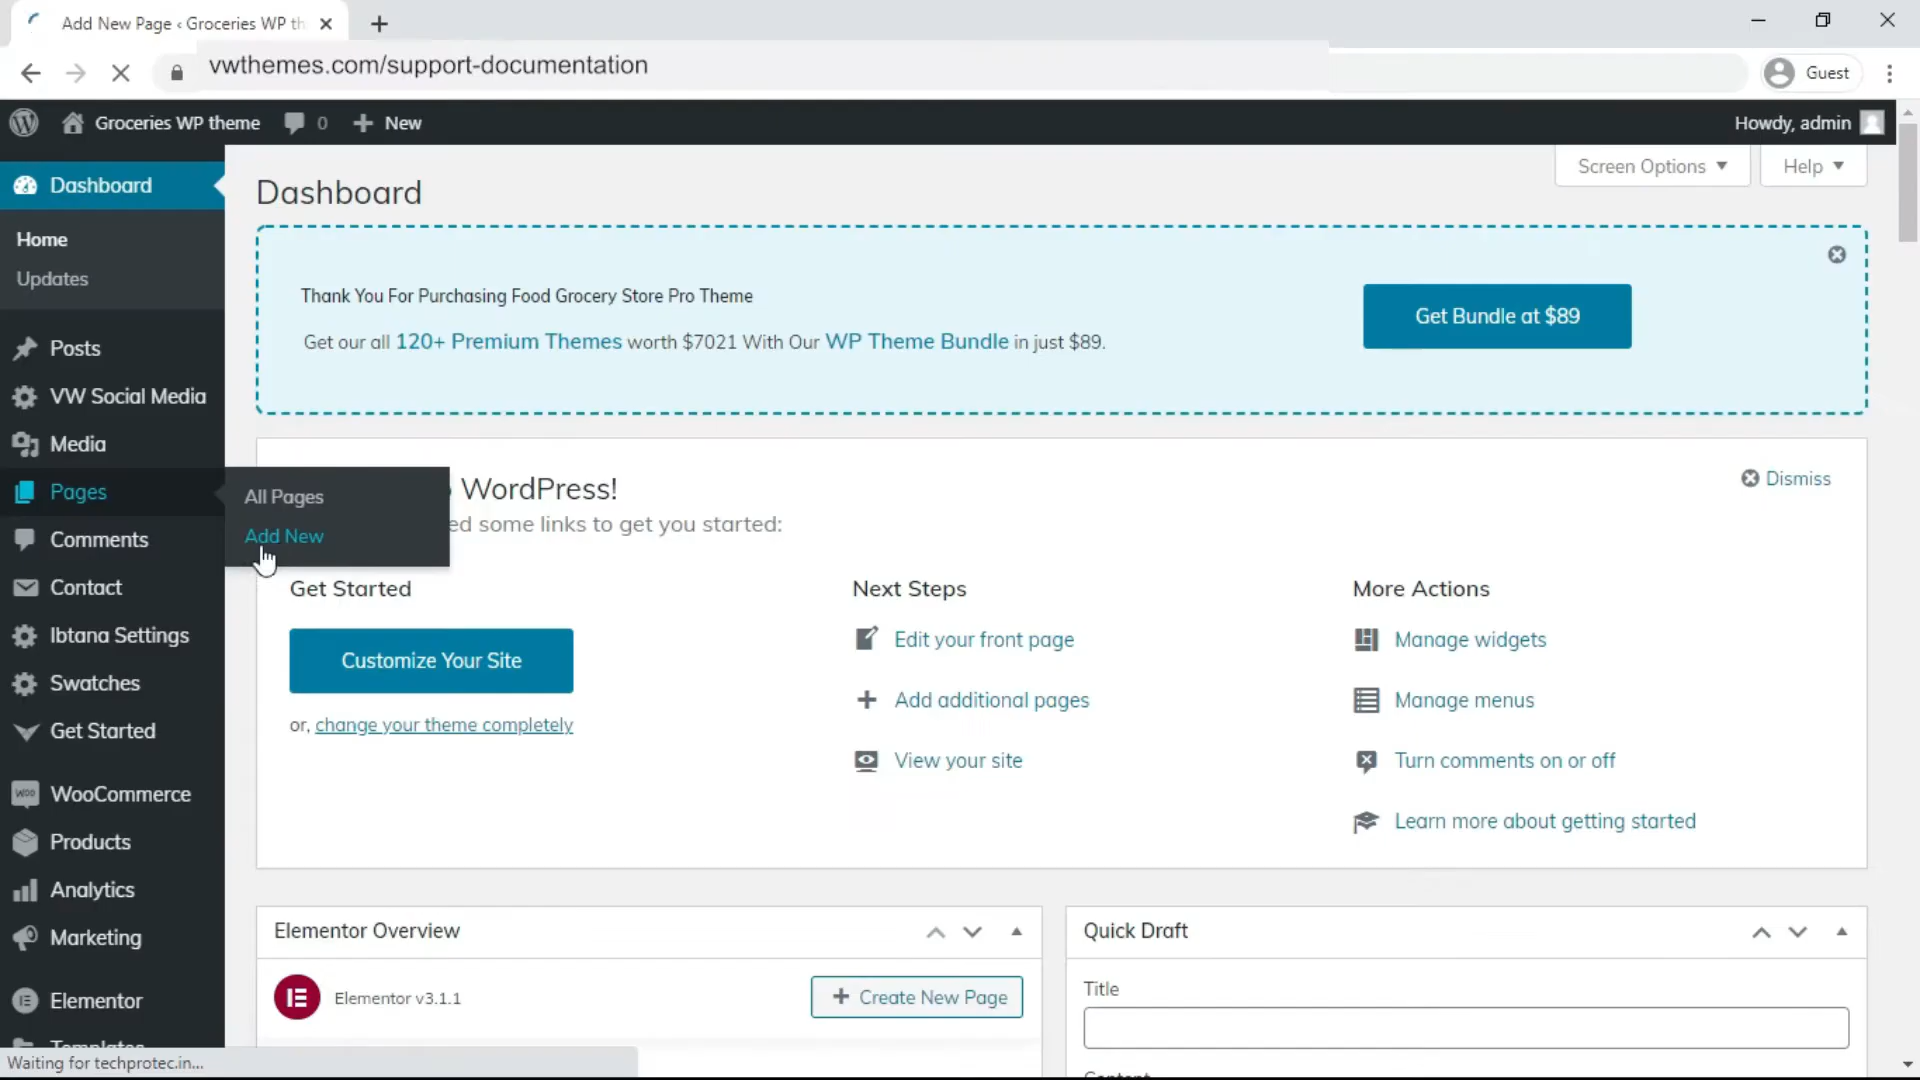 Add New Page ‹ Groceries WP th
vwthemes.com/support-documentation
Guest
Groceries WP theme
0
New
Howdy, admin
Dashboard
Home
Updates
Posts
VW Social Media
Media
Pages
Comments
Contact
Ibtana Settings
Swatches
Get Started
WooCommerce
Products
Analytics
Marketing
Elementor
Templates
All Pages
Add New
Dashboard
Screen Options
Help
Thank You For Purchasing Food Grocery Store Pro Theme
Get our all 120+ Premium Themes worth $7021 With Our WP Theme Bundle in just $89.
Get Bundle at $89
WordPress!
ed some links to get you started:
Dismiss
Get Started
Customize Your Site
or, change your theme completely
Next Steps
Edit your front page
Add additional pages
View your site
More Actions
Manage widgets
Manage menus
Turn comments on or off
Learn more about getting started
Elementor Overview
Elementor v3.1.1
Create New Page
Quick Draft
Title
Content
Waiting for techprotec.in...